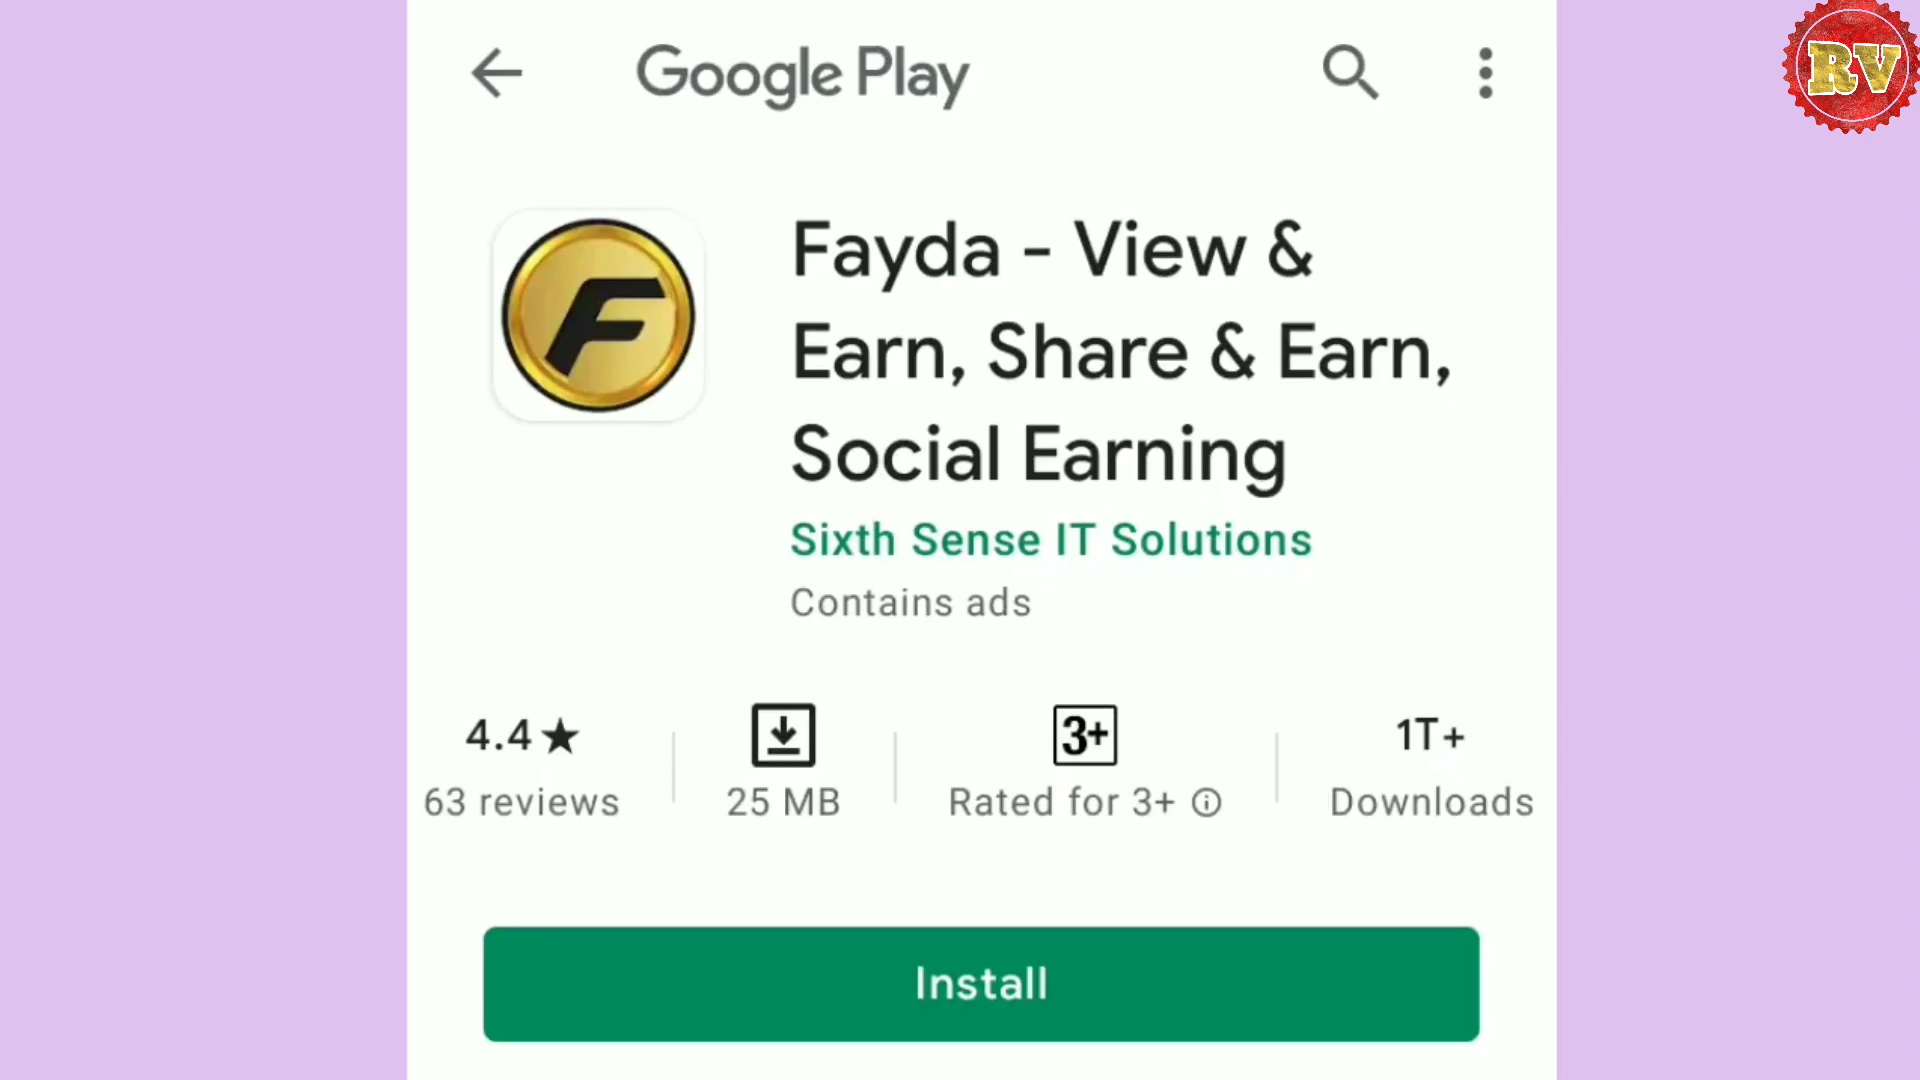 Google Play
RV
F
Fayda - View &
Earn, Share & Earn,
Social Earning
Sixth Sense IT Solutions
Contains ads
4.4★
3+
1T+
63 reviews
25 MB
Rated for 3+
Downloads
Install